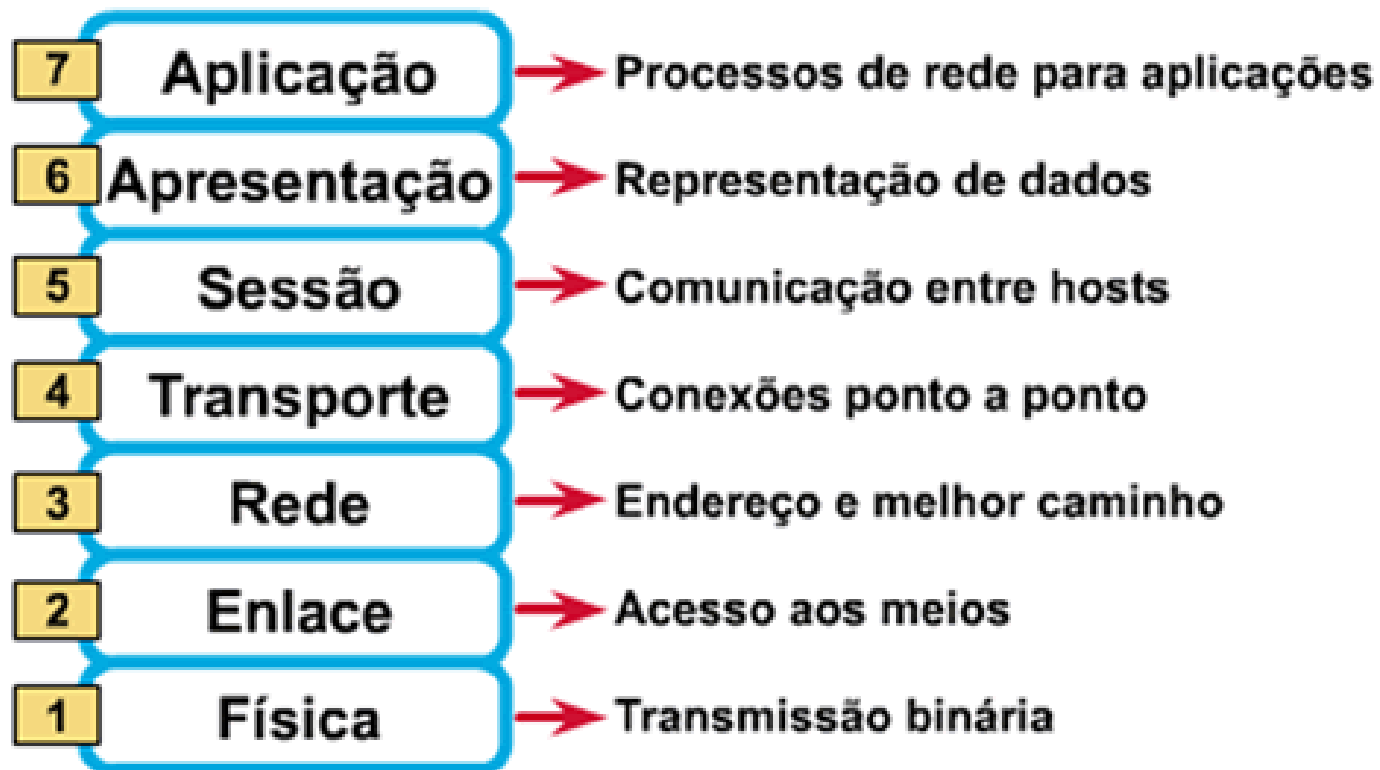 7 Aplicação Processos de rede para aplicações
6 Apresentação Representação de dados
5 Sessão Comunicação entre hosts
4 Transporte Conexões ponto a ponto
3 Rede Endereço e melhor caminho
2 Enlace Acesso aos meios
1 Física Transmissão binária